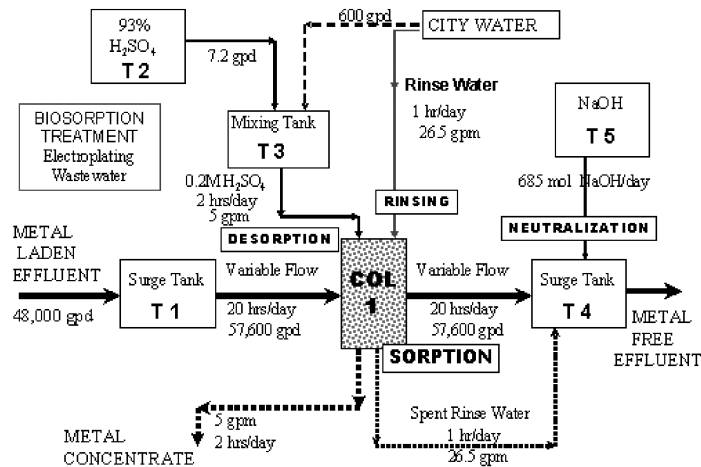 93%
H₂SO₄
T 2
7.2 gpd
600 gpd
CITY WATER
Rinse Water
1 hr/day
26.5 gpm
NaOH
T 5
BIOSORPTION
TREATMENT
Electroplating
Wastewater
Mixing Tank
T 3
0.2M H₂SO₄
2 hrs/day
5 gpm
685 mol NaOH/day
RINSING
DESORPTION
NEUTRALIZATION
METAL
LADEN
EFFLUENT
48,000 gpd
Surge Tank
T 1
Variable Flow
20 hrs/day
57,600 gpd
COL
1
SORPTION
Variable Flow
20 hrs/day
57,600 gpd
Surge Tank
T 4
METAL
FREE
EFFLUENT
5 gpm
2 hrs/day
METAL
CONCENTRATE
Spent Rinse Water
1 hr/day
26.5 gpm